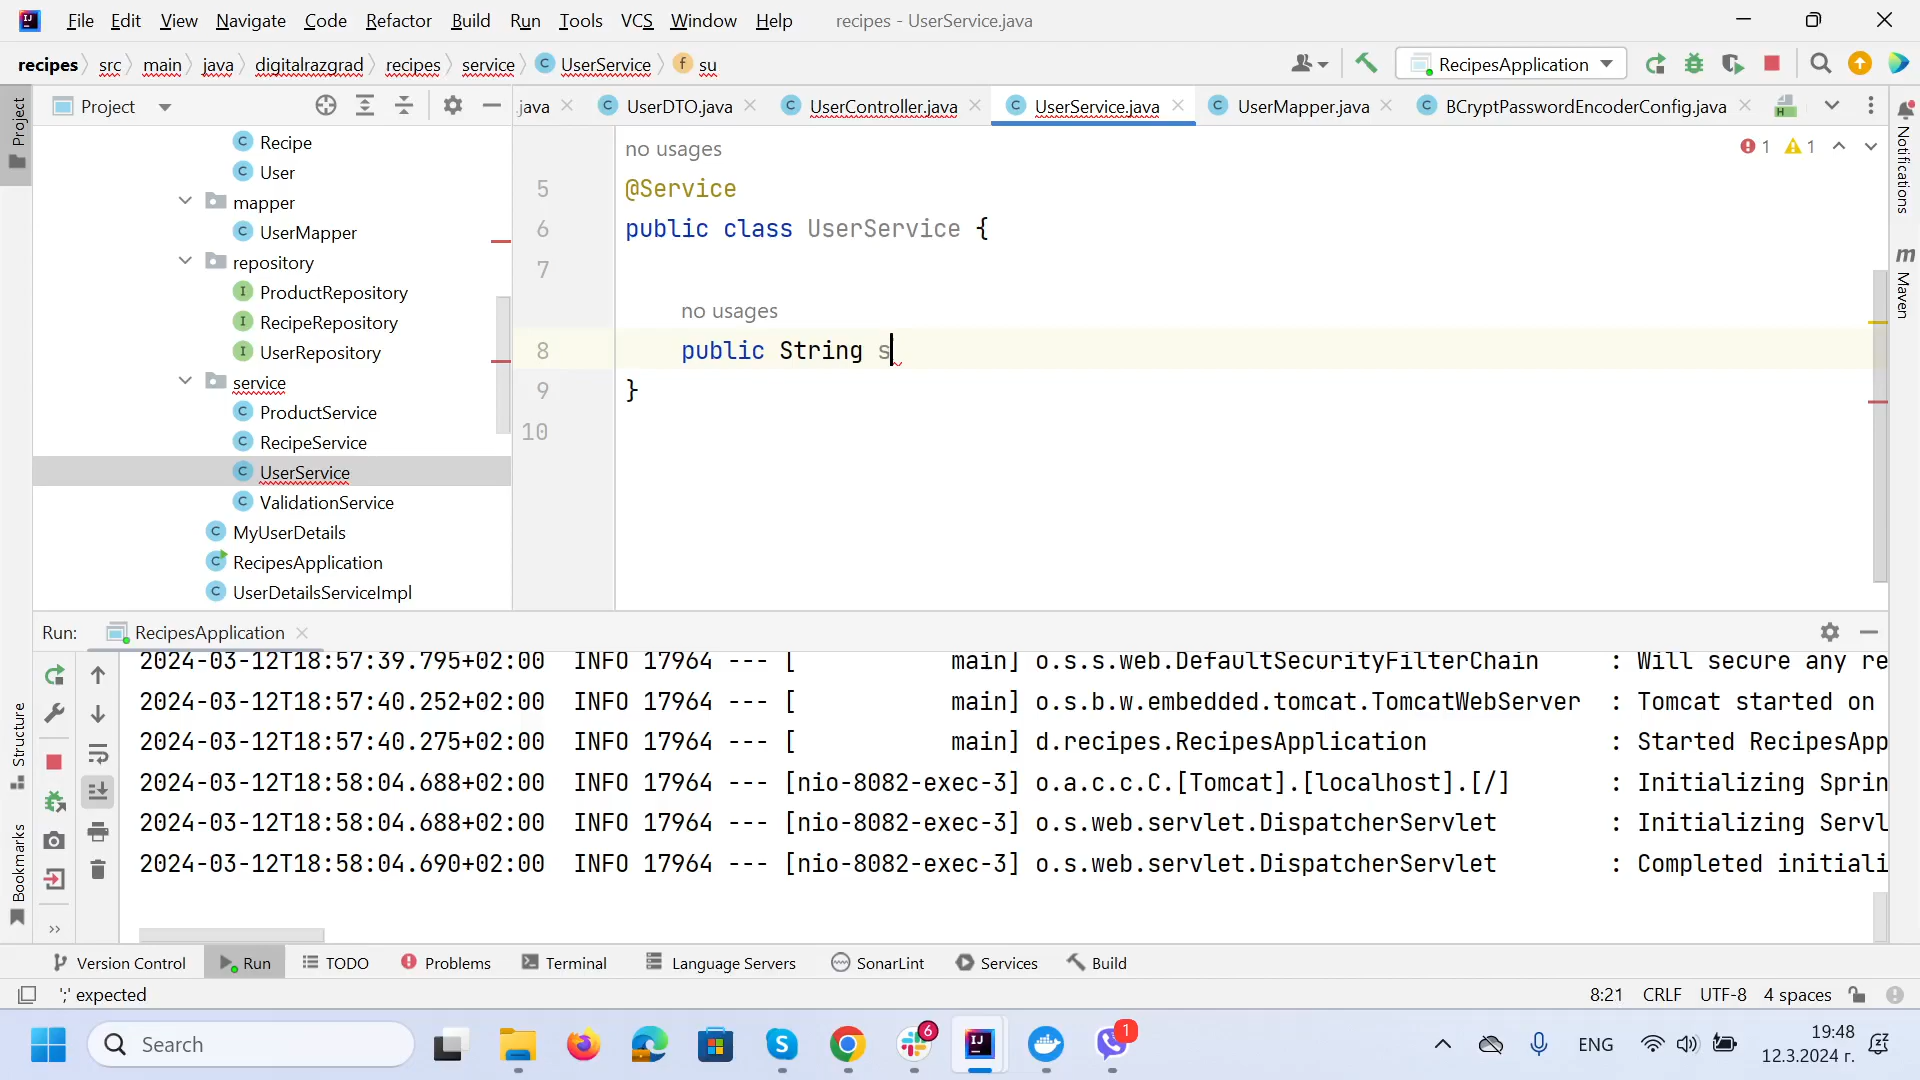 File Edit View Navigate Code Refactor Build Run Tools VCS Window Help recipes - UserService.java
recipes src main java digitalrazgrad recipes service UserService su RecipesApplication
Project
.java UserDTO.java UserController.java UserService.java UserMapper.java BCryptPasswordEncoderConfig.java
Project
Recipe
User
mapper
UserMapper
repository
ProductRepository
RecipeRepository
UserRepository
service
ProductService
RecipeService
UserService
ValidationService
MyUserDetails
RecipesApplication
UserDetailsServiceImpl
no usages
5 @Service
6 public class UserService {
7
no usages
8 public String s
9 }
10
1 1
Notifications
Maven
Run: RecipesApplication
2024-03-12T18:57:39.795+02:00 INFO 17964 --- [ main] o.s.s.web.DefaultSecurityFilterChain : Will secure any re
2024-03-12T18:57:40.252+02:00 INFO 17964 --- [ main] o.s.b.w.embedded.tomcat.TomcatWebServer : Tomcat started on
2024-03-12T18:57:40.275+02:00 INFO 17964 --- [ main] d.recipes.RecipesApplication : Started RecipesApp
2024-03-12T18:58:04.688+02:00 INFO 17964 --- [nio-8082-exec-3] o.a.c.c.C.[Tomcat].[localhost].[/] : Initializing Sprin
2024-03-12T18:58:04.688+02:00 INFO 17964 --- [nio-8082-exec-3] o.s.web.servlet.DispatcherServlet : Initializing Servl
2024-03-12T18:58:04.690+02:00 INFO 17964 --- [nio-8082-exec-3] o.s.web.servlet.DispatcherServlet : Completed initiali
Structure
Bookmarks
Version Control Run TODO Problems Terminal Language Servers SonarLint Services Build
';' expected 8:21 CRLF UTF-8 4 spaces
Search 6 1 ENG 19:48
12.3.2024 г.